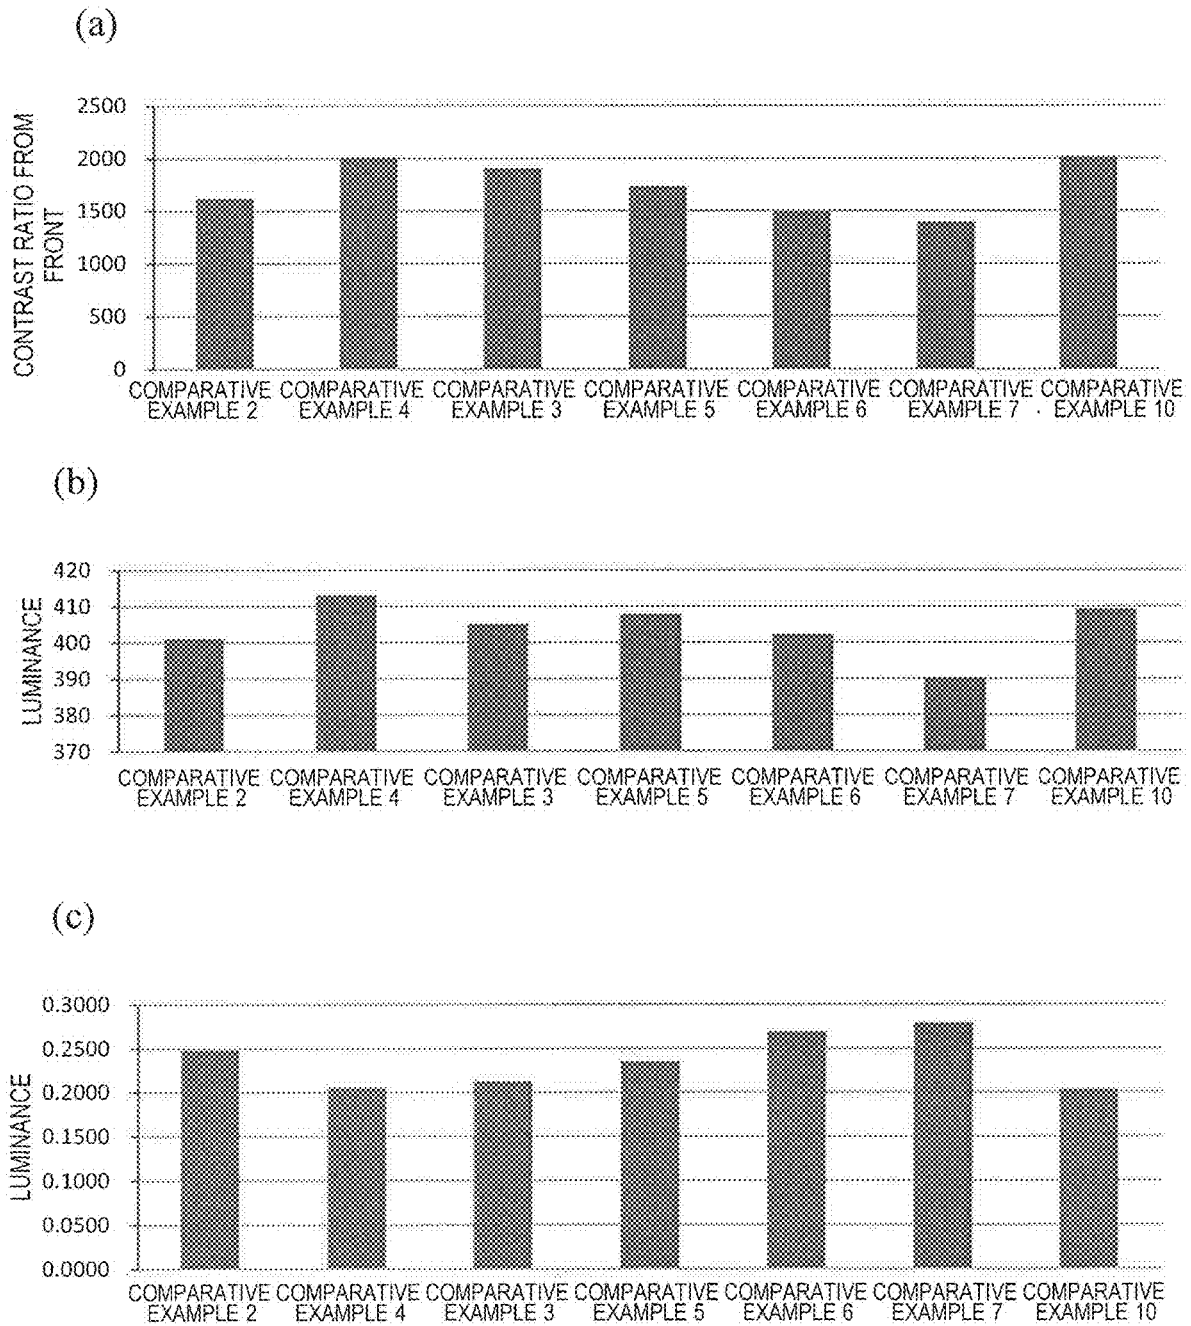 (a)
CONTRAST RATIO FROM
FRONT
2500
2000
1500
1000
500
0
COMPARATIVE COMPARATIVE COMPARATIVE COMPARATIVE COMPARATIVE COMPARATIVE COMPARATIVE
EXAMPLE 2 EXAMPLE 4 EXAMPLE 3 EXAMPLE 5 EXAMPLE 6 EXAMPLE 7 EXAMPLE 10
(b)
LUMINANCE
420
410
400
390
380
370
COMPARATIVE COMPARATIVE COMPARATIVE COMPARATIVE COMPARATIVE COMPARATIVE COMPARATIVE
EXAMPLE 2 EXAMPLE 4 EXAMPLE 3 EXAMPLE 5 EXAMPLE 6 EXAMPLE 7 EXAMPLE 10
(c)
LUMINANCE
0.3000
0.2500
0.2000
0.1500
0.1000
0.0500
0.0000
COMPARATIVE COMPARATIVE COMPARATIVE COMPARATIVE COMPARATIVE COMPARATIVE COMPARATIVE
EXAMPLE 2 EXAMPLE 4 EXAMPLE 3 EXAMPLE 5 EXAMPLE 6 EXAMPLE 7 EXAMPLE 10